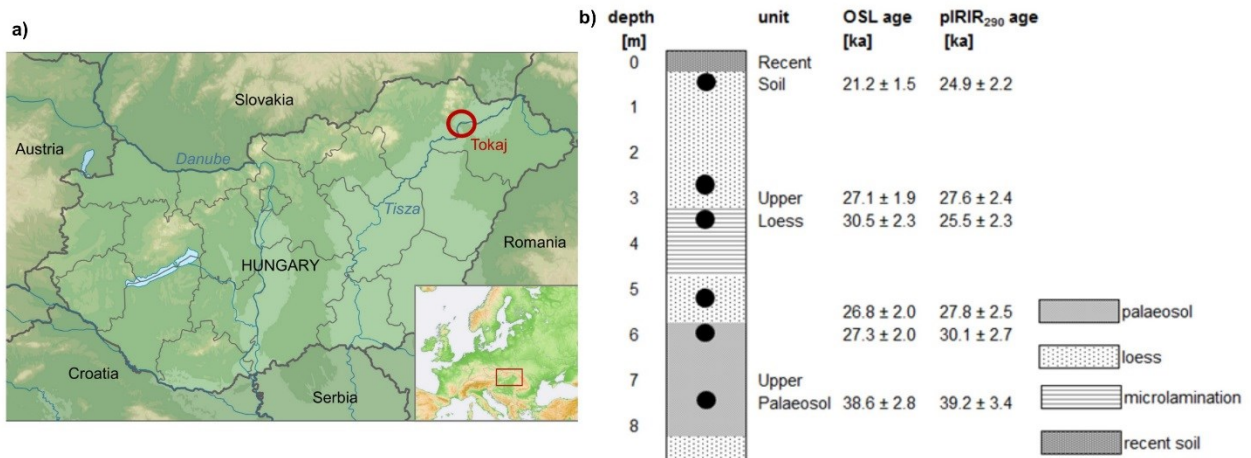 a)
Slovakia
Austria
Danube
Tokaj
Tisza
Romania
HUNGARY
Croatia
Serbia
b)
depth unit OSL age pIRIR290 age
[m] [ka] [ka]
0 Recent
Soil 21.2 ± 1.5 24.9 ± 2.2
1
2
3 Upper 27.1 ± 1.9 27.6 ± 2.4
Loess 30.5 ± 2.3 25.5 ± 2.3
4
5
26.8 ± 2.0 27.8 ± 2.5
6 27.3 ± 2.0 30.1 ± 2.7
7 Upper
Palaeosol 38.6 ± 2.8 39.2 ± 3.4
8
palaeosol
loess
microlamination
recent soil